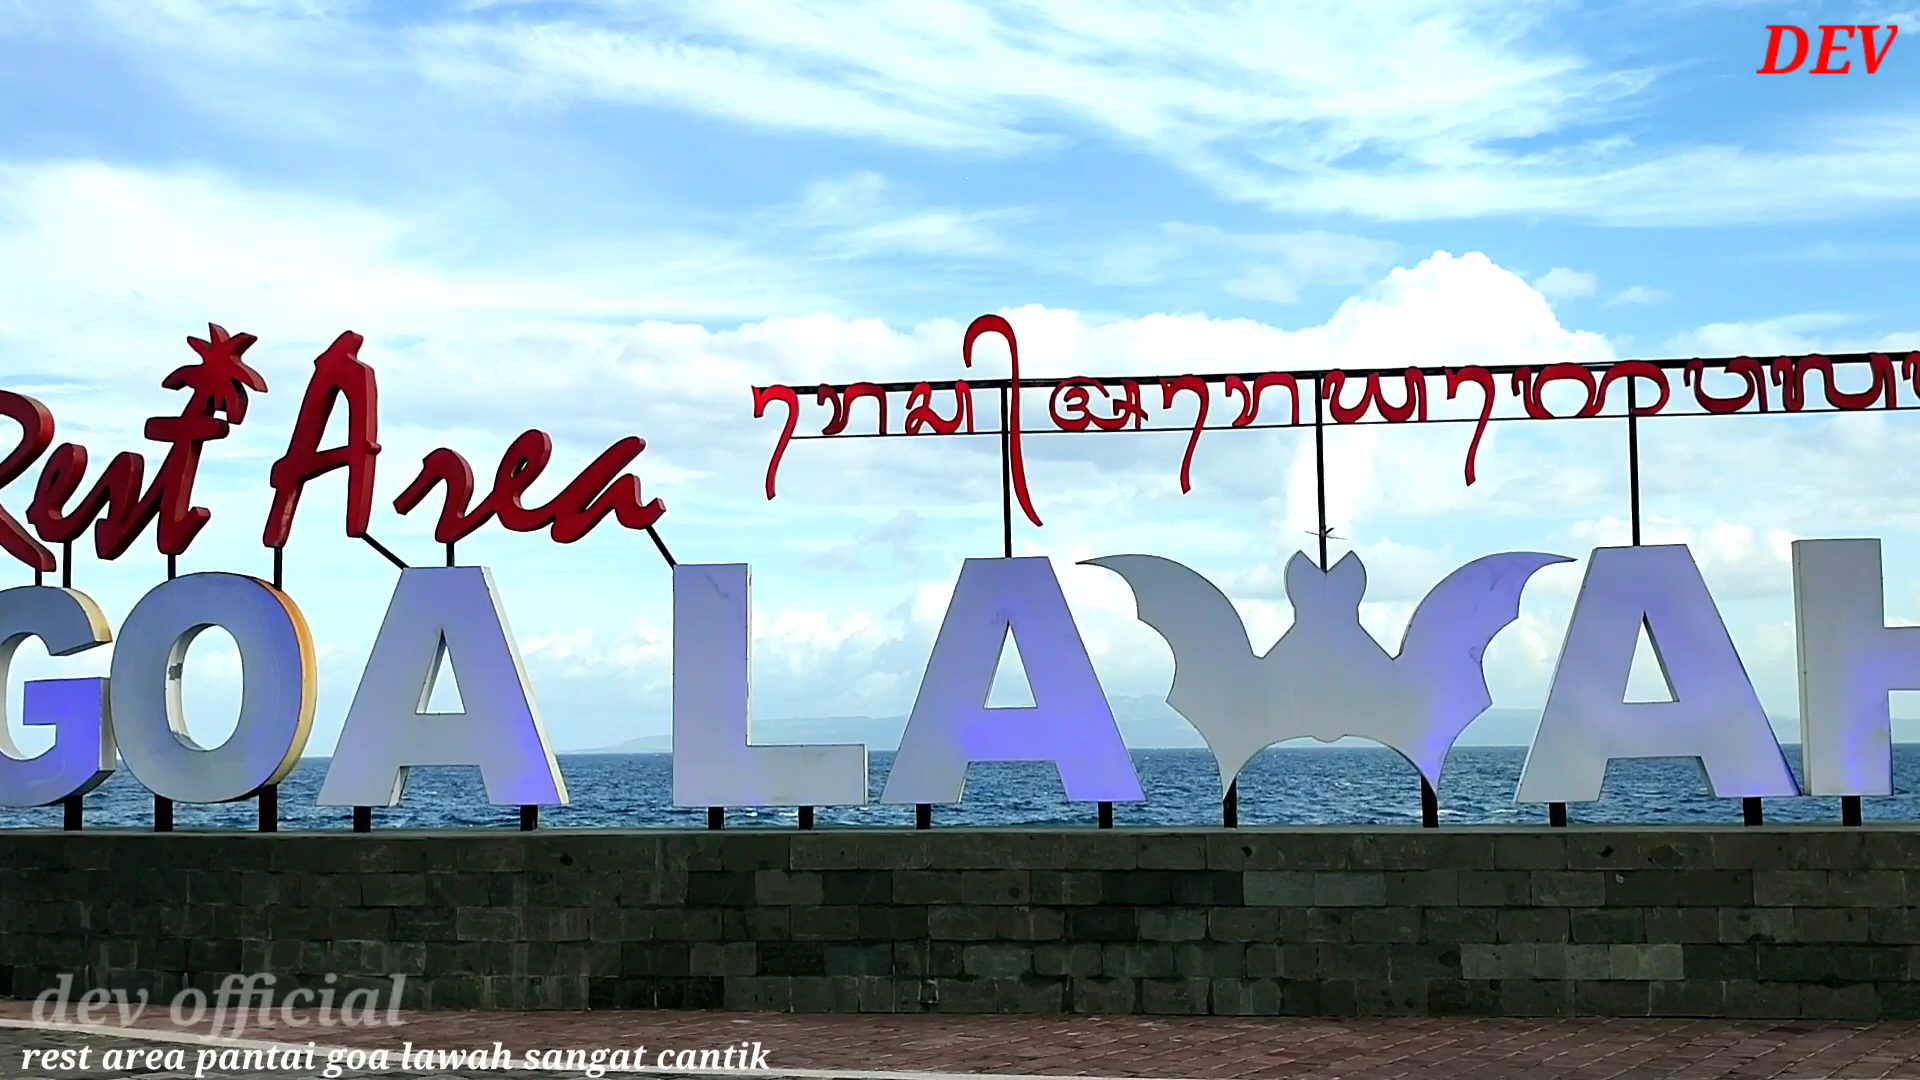 DEV
Rest Area
GOA LAWAH
dev official
rest area pantai goa lawah sangat cantik